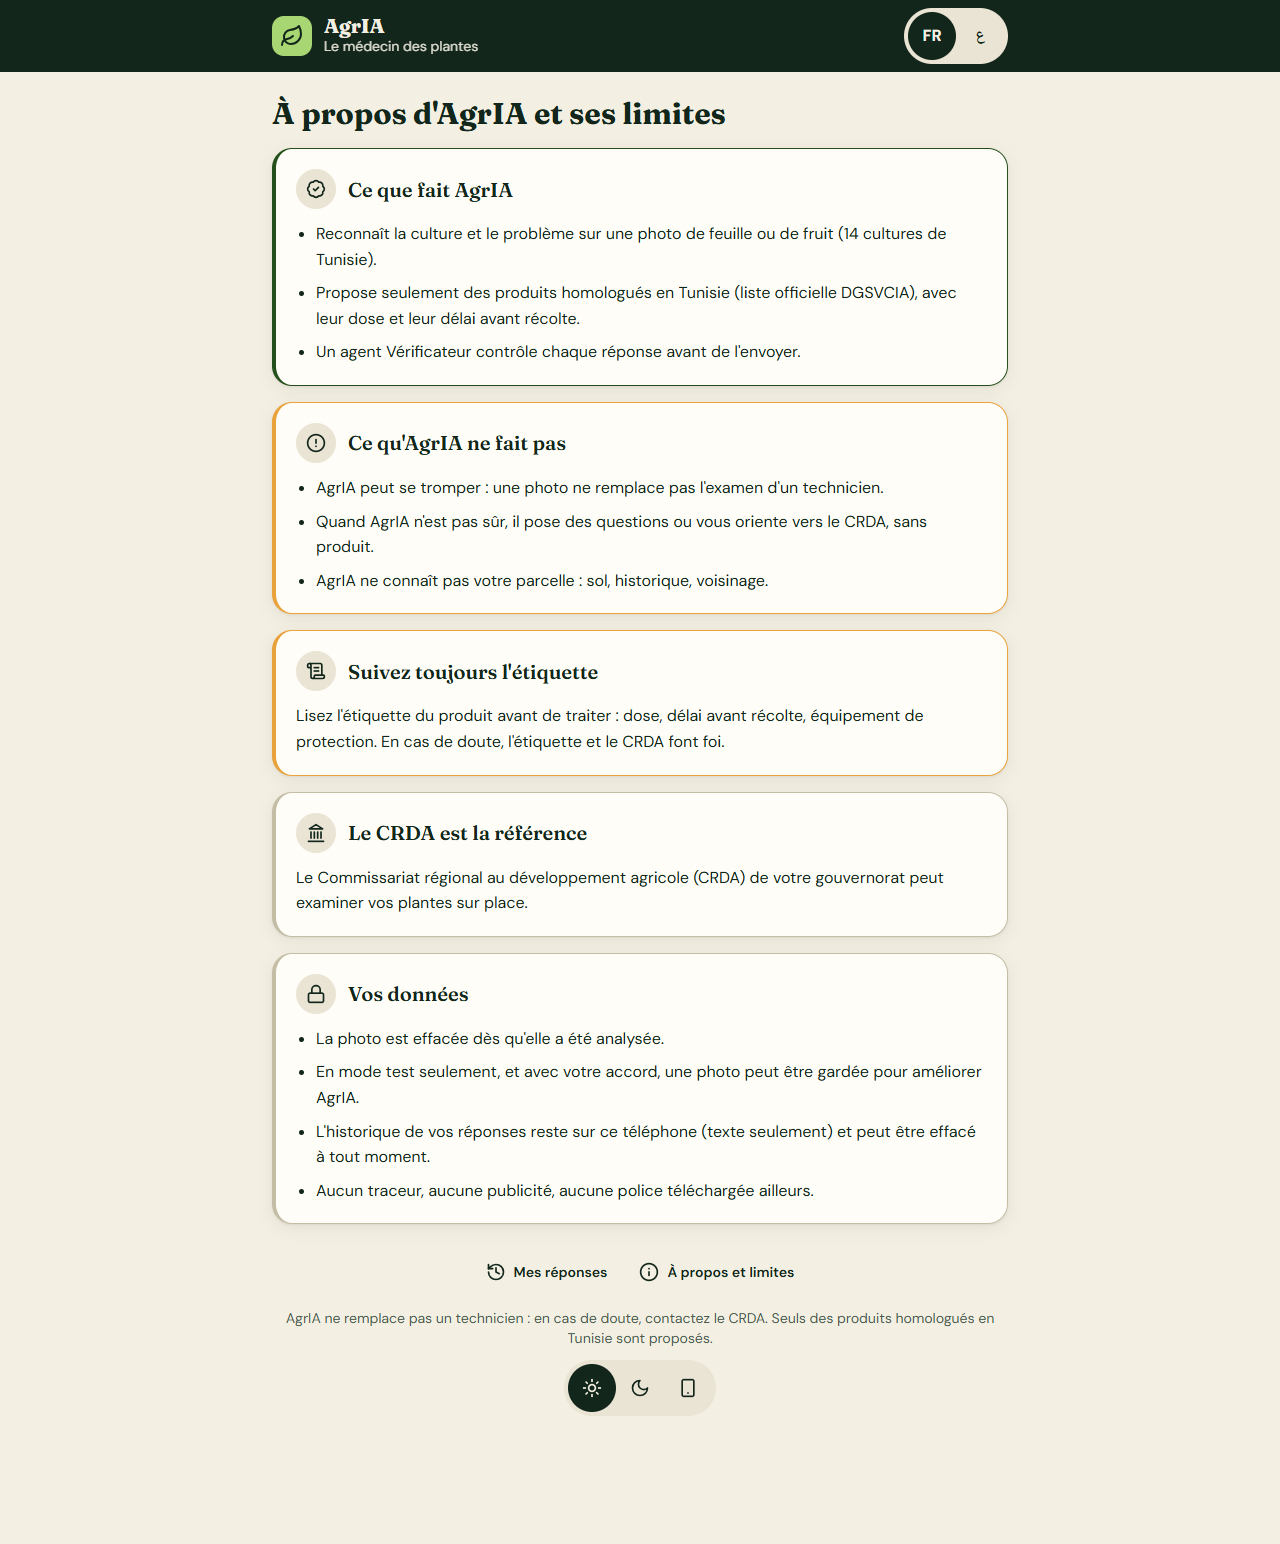 AgrIA
Le médecin des plantes
FR
ع
À propos d'AgrIA et ses limites
Ce que fait AgrIA
• Reconnaît la culture et le problème sur une photo de feuille ou de fruit (14 cultures de
Tunisie).
• Propose seulement des produits homologués en Tunisie (liste officielle DGSVCIA), avec
leur dose et leur délai avant récolte.
• Un agent Vérificateur contrôle chaque réponse avant de l'envoyer.
Ce qu'AgrIA ne fait pas
• AgrIA peut se tromper : une photo ne remplace pas l'examen d'un technicien.
• Quand AgrIA n'est pas sûr, il pose des questions ou vous oriente vers le CRDA, sans
produit.
• AgrIA ne connaît pas votre parcelle : sol, historique, voisinage.
Suivez toujours l'étiquette
Lisez l'étiquette du produit avant de traiter : dose, délai avant récolte, équipement de
protection. En cas de doute, l'étiquette et le CRDA font foi.
Le CRDA est la référence
Le Commissariat régional au développement agricole (CRDA) de votre gouvernorat peut
examiner vos plantes sur place.
Vos données
• La photo est effacée dès qu'elle a été analysée.
• En mode test seulement, et avec votre accord, une photo peut être gardée pour améliorer
AgrIA.
• L'historique de vos réponses reste sur ce téléphone (texte seulement) et peut être effacé
à tout moment.
• Aucun traceur, aucune publicité, aucune police téléchargée ailleurs.
Mes réponses
À propos et limites
AgrIA ne remplace pas un technicien : en cas de doute, contactez le CRDA. Seuls des produits homologués en
Tunisie sont proposés.